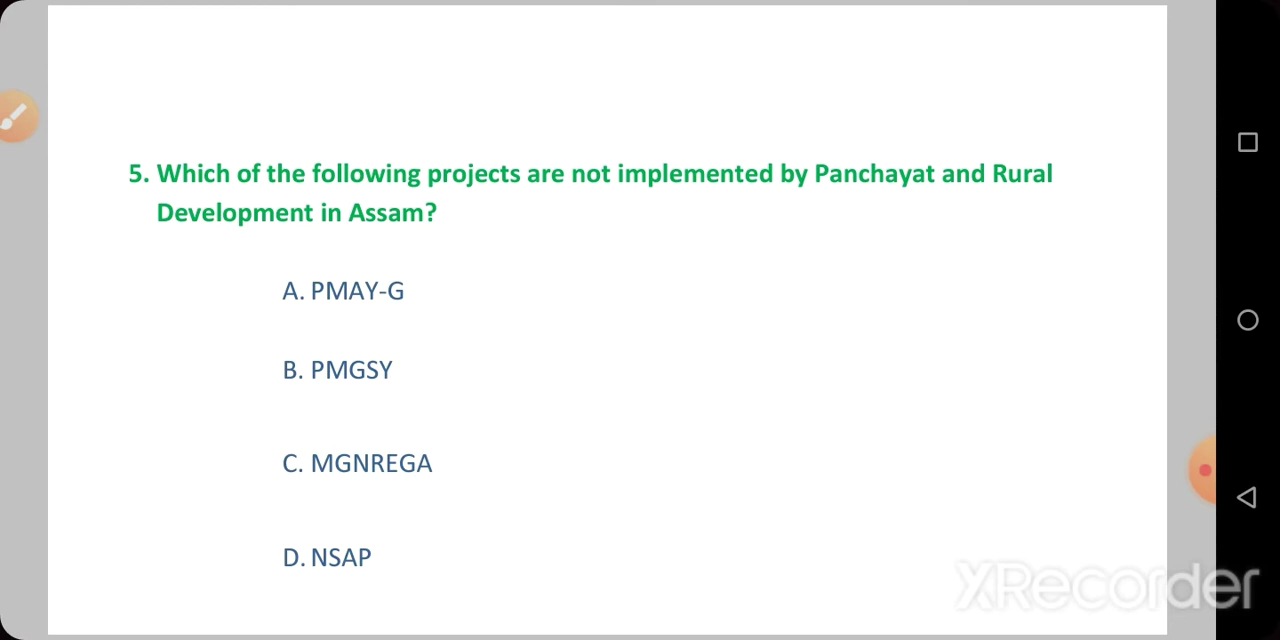 5. Which of the following projects are not implemented by Panchayat and Rural
Development in Assam?
A. PMAY-G
B. PMGSY
C. MGNREGA
D. NSAP
XRecorder